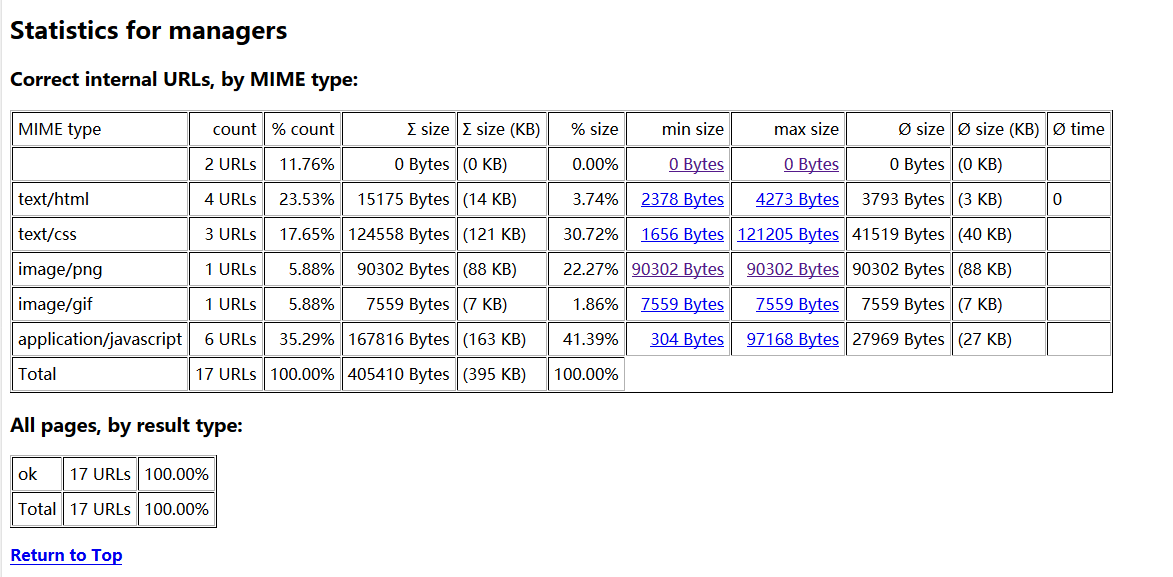 Statistics for managers
Correct internal URLs, by MIME type:
MIME type count % count Σ size Σ size (KB) % size min size max size Ø size Ø size (KB) Ø time
2 URLs 11.76% 0 Bytes (0 KB) 0.00% 0 Bytes 0 Bytes 0 Bytes (0 KB)
text/html 4 URLs 23.53% 15175 Bytes (14 KB) 3.74% 2378 Bytes 4273 Bytes 3793 Bytes (3 KB) 0
text/css 3 URLs 17.65% 124558 Bytes (121 KB) 30.72% 1656 Bytes 121205 Bytes 41519 Bytes (40 KB)
image/png 1 URLs 5.88% 90302 Bytes (88 KB) 22.27% 90302 Bytes 90302 Bytes 90302 Bytes (88 KB)
image/gif 1 URLs 5.88% 7559 Bytes (7 KB) 1.86% 7559 Bytes 7559 Bytes 7559 Bytes (7 KB)
application/javascript 6 URLs 35.29% 167816 Bytes (163 KB) 41.39% 304 Bytes 97168 Bytes 27969 Bytes (27 KB)
Total 17 URLs 100.00% 405410 Bytes (395 KB) 100.00%
All pages, by result type:
ok 17 URLs 100.00%
Total 17 URLs 100.00%
Return to Top